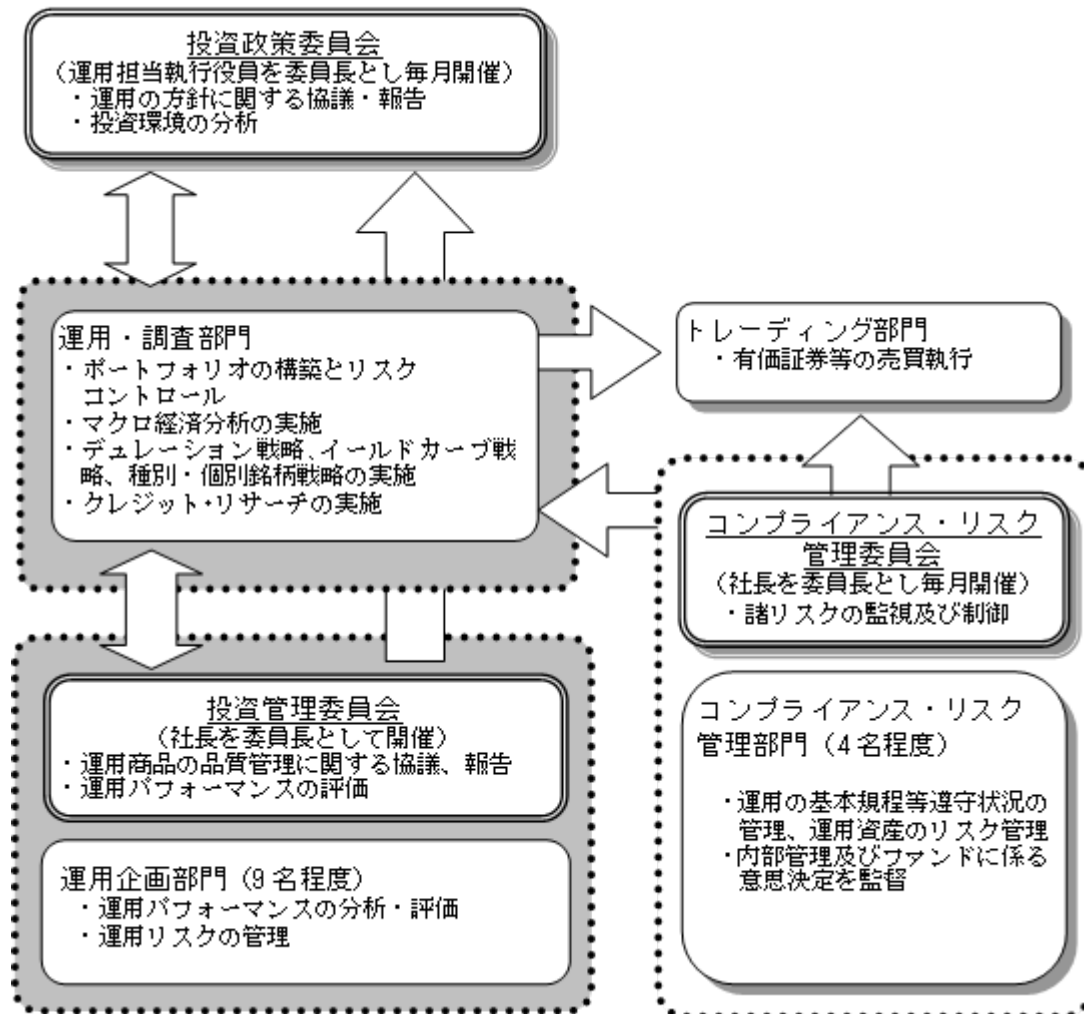 投資政策委員会
(運用担当執行役員を委員長とし毎月開催)
・運用の方針に関する協議・報告
・投資環境の分析
運用・調査部門
・ポートフォリオの構築とリスク
コントロール
・マクロ経済分析の実施
・デュレーション戦略、イールドカーブ戦
略、種別・個別銘柄戦略の実施
・クレジット・リサーチの実施
トレーディング部門
・有価証券等の売買執行
コンプライアンス・リスク
管理委員会
(社長を委員長とし毎月開催)
・諸リスクの監視及び制御
投資管理委員会
(社長を委員長として開催)
・運用商品の品質管理に関する協議、報告
・運用パフォーマンスの評価
運用企画部門(9名程度)
・運用パフォーマンスの分析・評価
・運用リスクの管理
コンプライアンス・リスク
管理部門(4名程度)
・運用の基本規程等遵守状況の
管理、運用資産のリスク管理
・内部管理及びファンドに係る
意思決定を監督